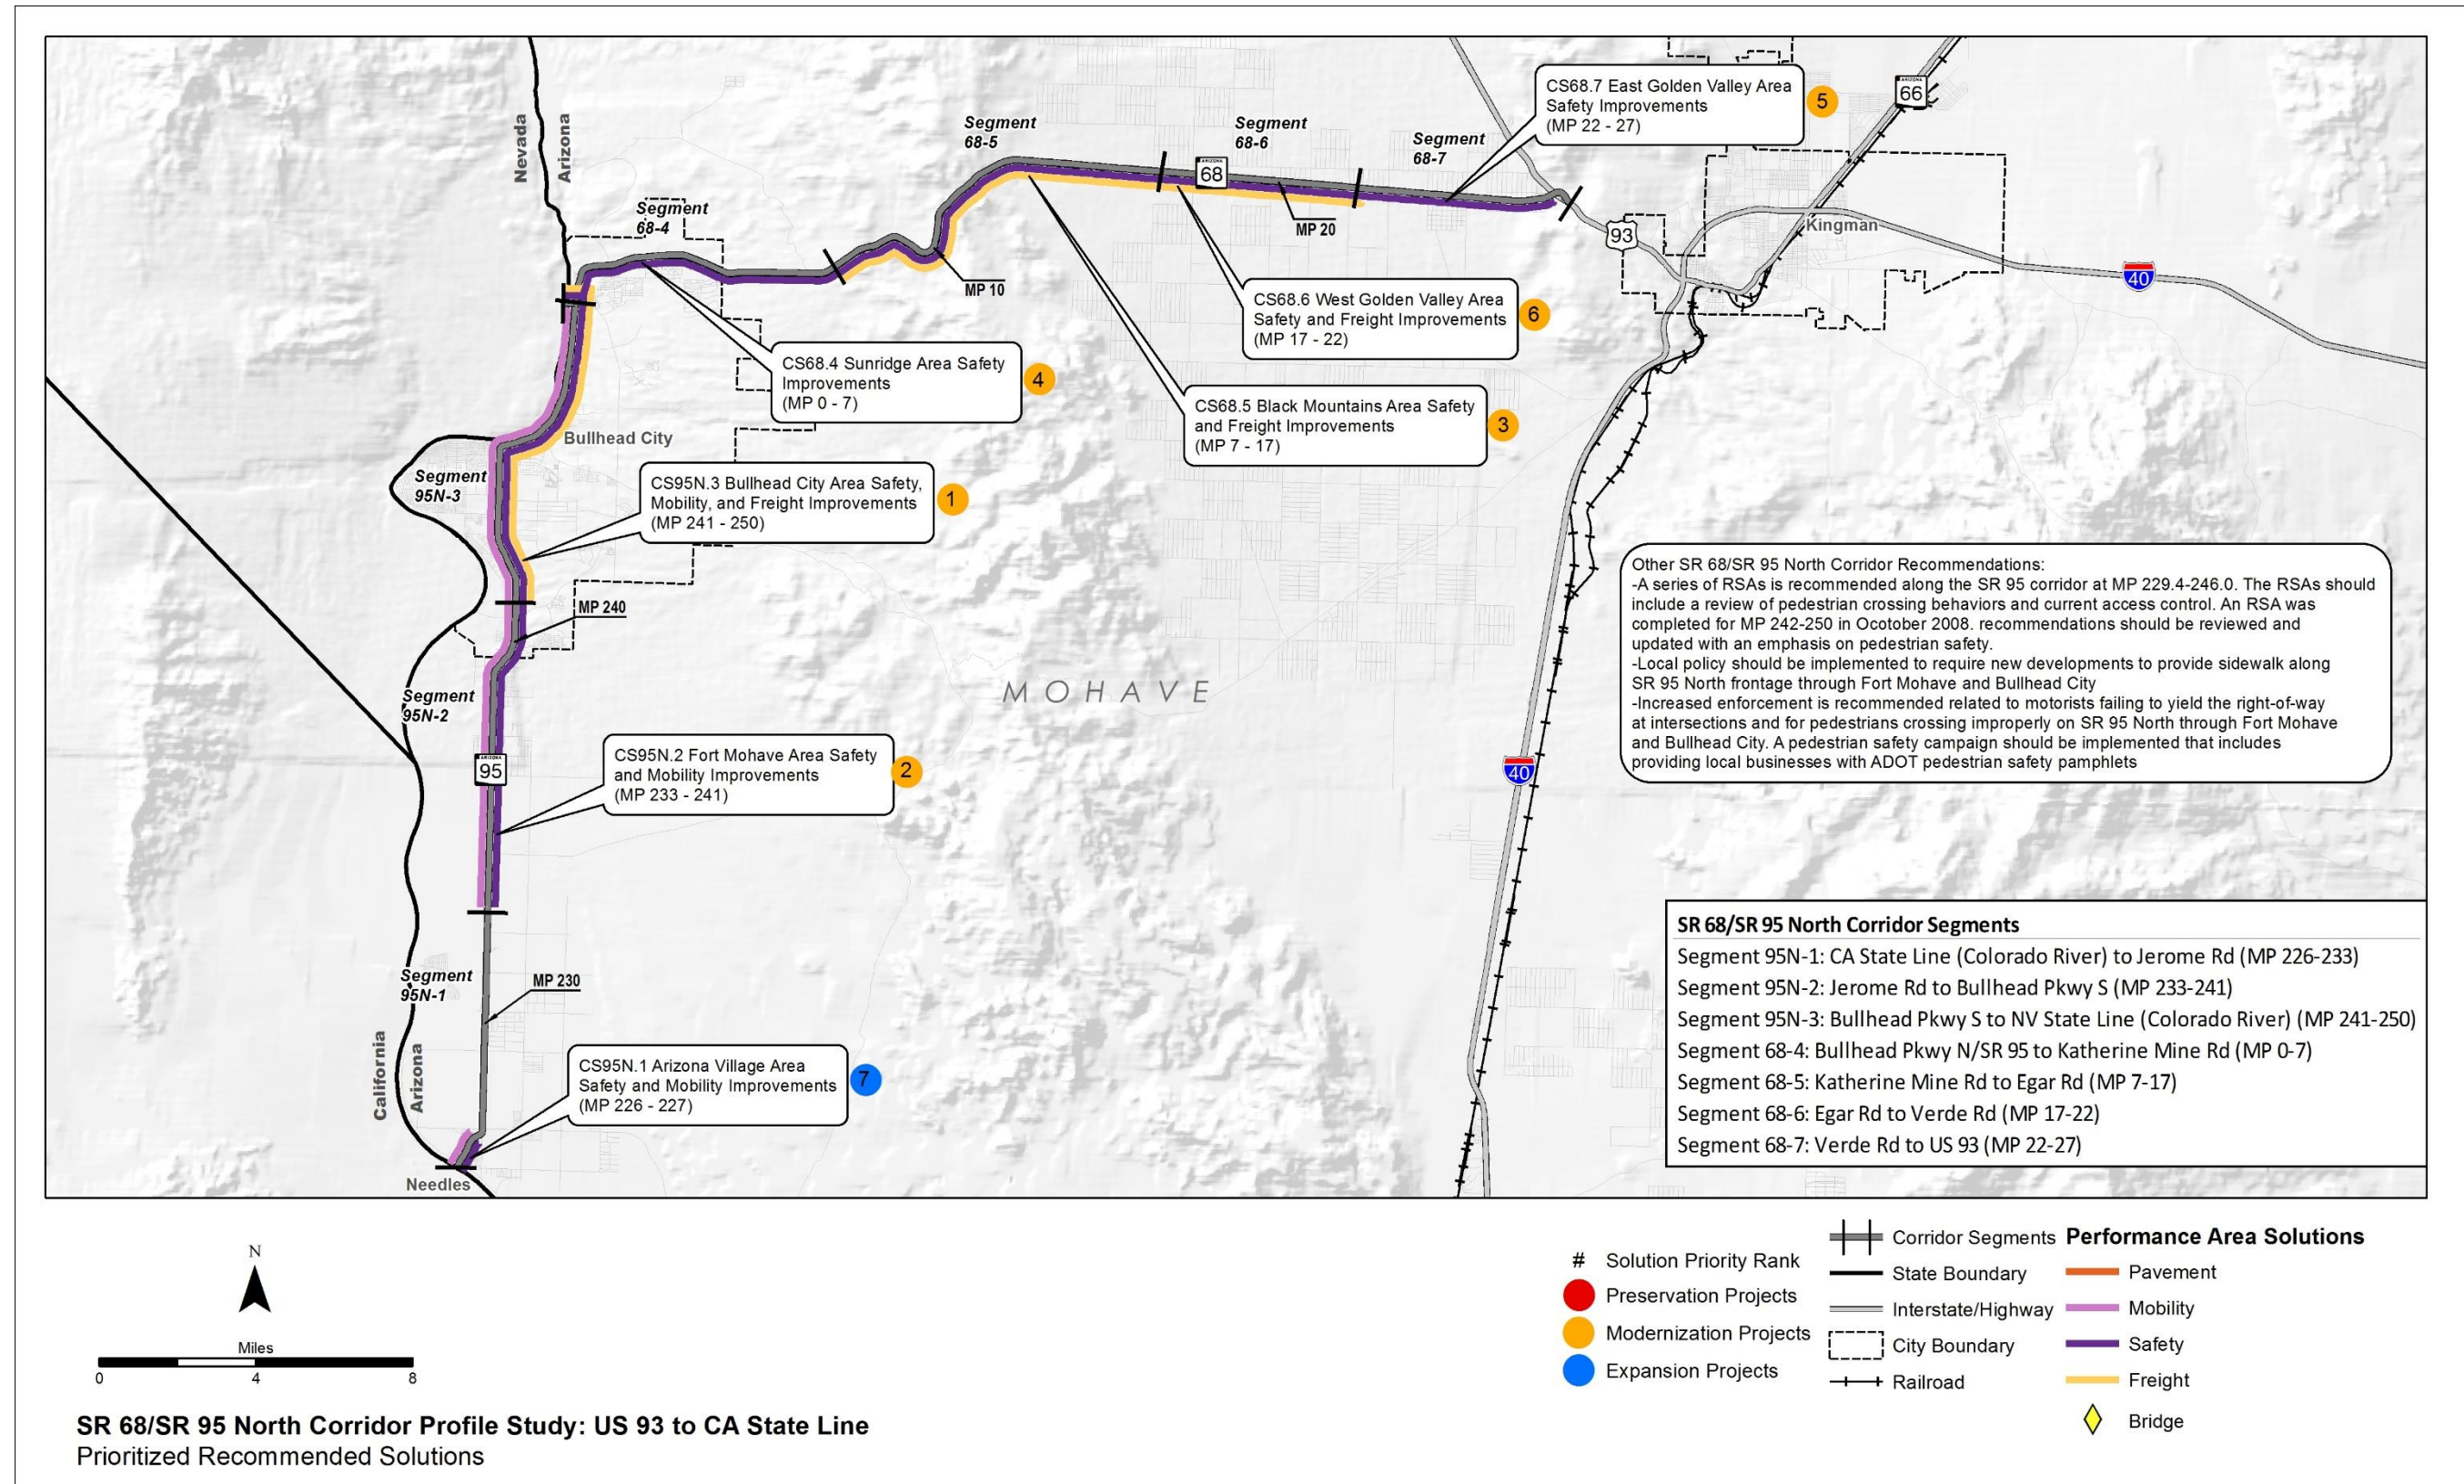 Nevada
Arizona
Segment
68-4
Segment
68-5
Segment
68-6
Segment
68-7
CS68.7 East Golden Valley Area
Safety Improvements
(MP 22 - 27)
5
ARIZONA
66
ARIZONA
68
MP 20
93
Kingman
40
MP 10
CS68.6 West Golden Valley Area
Safety and Freight Improvements
(MP 17 - 22)
6
CS68.4 Sunridge Area Safety
Improvements
(MP 0 - 7)
4
CS68.5 Black Mountains Area Safety
and Freight Improvements
(MP 7 - 17)
3
Bullhead City
Segment
95N-3
CS95N.3 Bullhead City Area Safety,
Mobility, and Freight Improvements
(MP 241 - 250)
1
MP 240
Other SR 68/SR 95 North Corridor Recommendations:
-A series of RSAs is recommended along the SR 95 corridor at MP 229.4-246.0. The RSAs should
include a review of pedestrian crossing behaviors and current access control. An RSA was
completed for MP 242-250 in Ocotober 2008. recommendations should be reviewed and
updated with an emphasis on pedestrian safety.
-Local policy should be implemented to require new developments to provide sidewalk along
SR 95 North frontage through Fort Mohave and Bullhead City
-Increased enforcement is recommended related to motorists failing to yield the right-of-way
at intersections and for pedestrians crossing improperly on SR 95 North through Fort Mohave
and Bullhead City. A pedestrian safety campaign should be implemented that includes
providing local businesses with ADOT pedestrian safety pamphlets
MOHAVE
Segment
95N-2
ARIZONA
95
CS95N.2 Fort Mohave Area Safety
and Mobility Improvements
(MP 233 - 241)
2
40
Segment
95N-1
MP 230
California
Arizona
CS95N.1 Arizona Village Area
Safety and Mobility Improvements
(MP 226 - 227)
7
Needles
SR 68/SR 95 North Corridor Segments
Segment 95N-1: CA State Line (Colorado River) to Jerome Rd (MP 226-233)
Segment 95N-2: Jerome Rd to Bullhead Pkwy S (MP 233-241)
Segment 95N-3: Bullhead Pkwy S to NV State Line (Colorado River) (MP 241-250)
Segment 68-4: Bullhead Pkwy N/SR 95 to Katherine Mine Rd (MP 0-7)
Segment 68-5: Katherine Mine Rd to Egar Rd (MP 7-17)
Segment 68-6: Egar Rd to Verde Rd (MP 17-22)
Segment 68-7: Verde Rd to US 93 (MP 22-27)
N
Miles
0 4 8
# Solution Priority Rank
Preservation Projects
Modernization Projects
Expansion Projects
Corridor Segments
State Boundary
Interstate/Highway
City Boundary
Railroad
Performance Area Solutions
Pavement
Mobility
Safety
Freight
Bridge
SR 68/SR 95 North Corridor Profile Study: US 93 to CA State Line
Prioritized Recommended Solutions